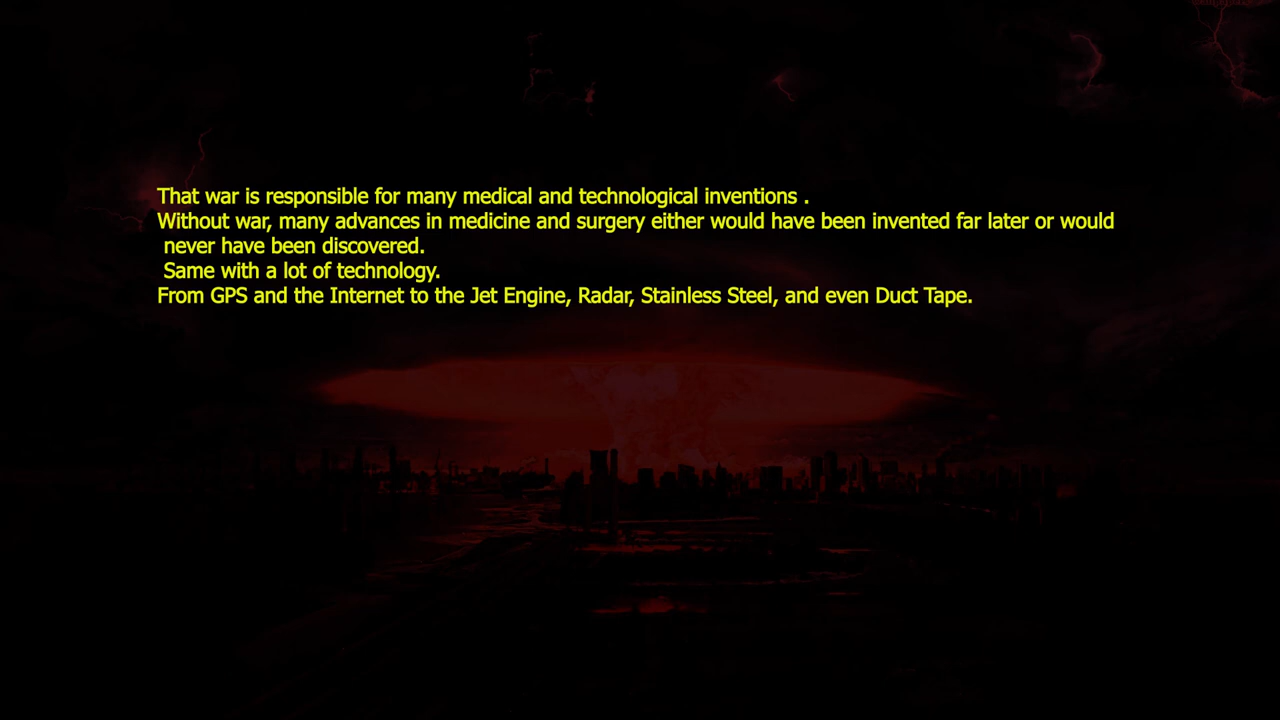 That war is responsible for many medical and technological inventions .
Without war, many advances in medicine and surgery either would have been invented far later or would
never have been discovered.
Same with a lot of technology.
From GPS and the Internet to the Jet Engine, Radar, Stainless Steel, and even Duct Tape.